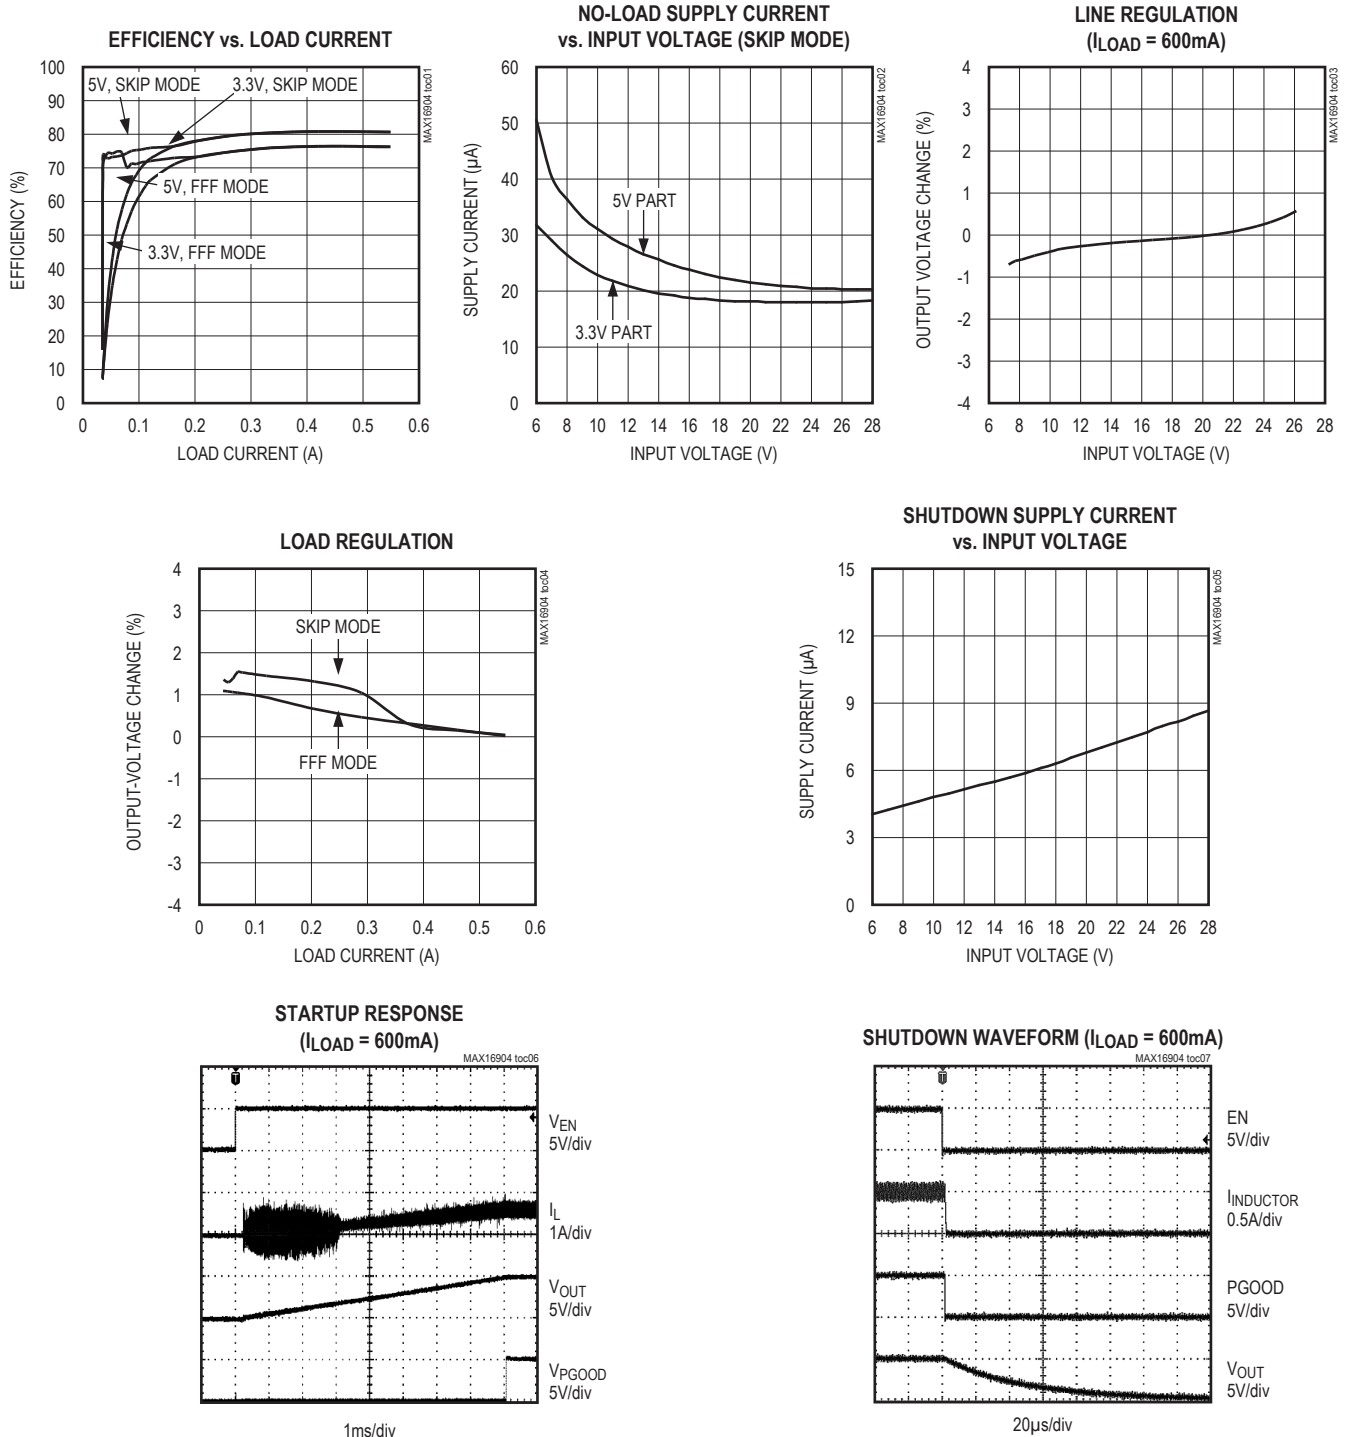 EFFICIENCY vs. LOAD CURRENT
MAX16904 toc01
EFFICIENCY (%)
100
90
80
70
60
50
40
30
20
10
0
5V, SKIP MODE
3.3V, SKIP MODE
5V, FFF MODE
3.3V, FFF MODE
0 0.1 0.2 0.3 0.4 0.5 0.6
LOAD CURRENT (A)
NO-LOAD SUPPLY CURRENT
vs. INPUT VOLTAGE (SKIP MODE)
MAX16904 toc02
SUPPLY CURRENT (µA)
60
50
40
30
20
10
0
5V PART
3.3V PART
6 8 10 12 14 16 18 20 22 24 26 28
INPUT VOLTAGE (V)
LINE REGULATION
(ILOAD = 600mA)
MAX16904 toc03
OUTPUT VOLTAGE CHANGE (%)
4
3
2
1
0
-1
-2
-3
-4
6 8 10 12 14 16 18 20 22 24 26 28
INPUT VOLTAGE (V)
LOAD REGULATION
MAX16904 toc04
OUTPUT-VOLTAGE CHANGE (%)
4
3
2
1
0
-1
-2
-3
-4
SKIP MODE
FFF MODE
0 0.1 0.2 0.3 0.4 0.5 0.6
LOAD CURRENT (A)
SHUTDOWN SUPPLY CURRENT
vs. INPUT VOLTAGE
MAX16904 toc05
SUPPLY CURRENT (µA)
15
12
9
6
3
0
6 8 10 12 14 16 18 20 22 24 26 28
INPUT VOLTAGE (V)
STARTUP RESPONSE
(ILOAD = 600mA)
MAX16904 toc06
T
VEN
5V/div
IL
1A/div
VOUT
5V/div
VPGOOD
5V/div
1ms/div
SHUTDOWN WAVEFORM (ILOAD = 600mA)
MAX16904 toc07
T
EN
5V/div
IINDUCTOR
0.5A/div
PGOOD
5V/div
VOUT
5V/div
20µs/div